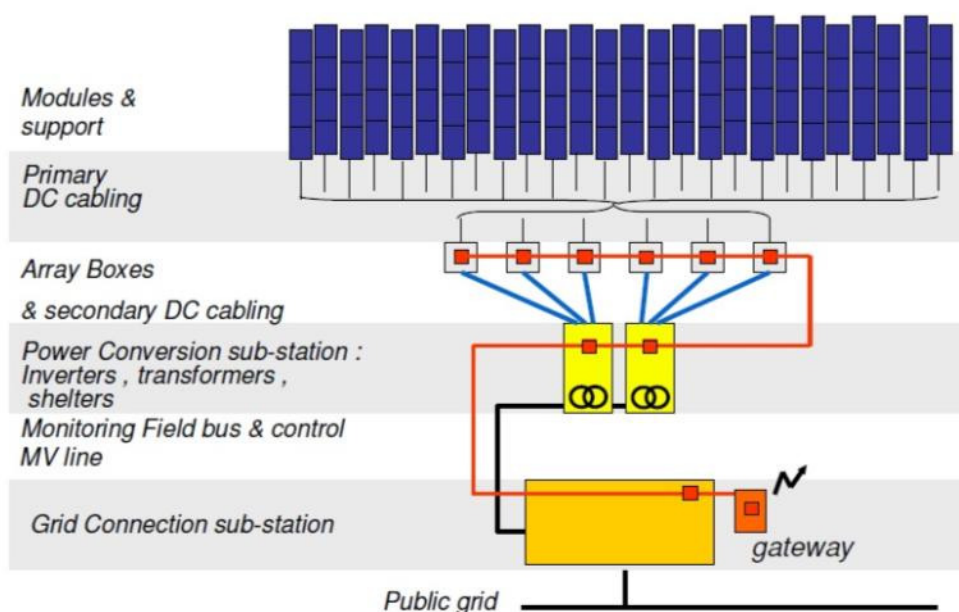 Modules &
support
Primary
DC cabling
Array Boxes
& secondary DC cabling
Power Conversion sub-station :
Inverters , transformers ,
shelters
Monitoring Field bus & control
MV line
Grid Connection sub-station
gateway
Public grid